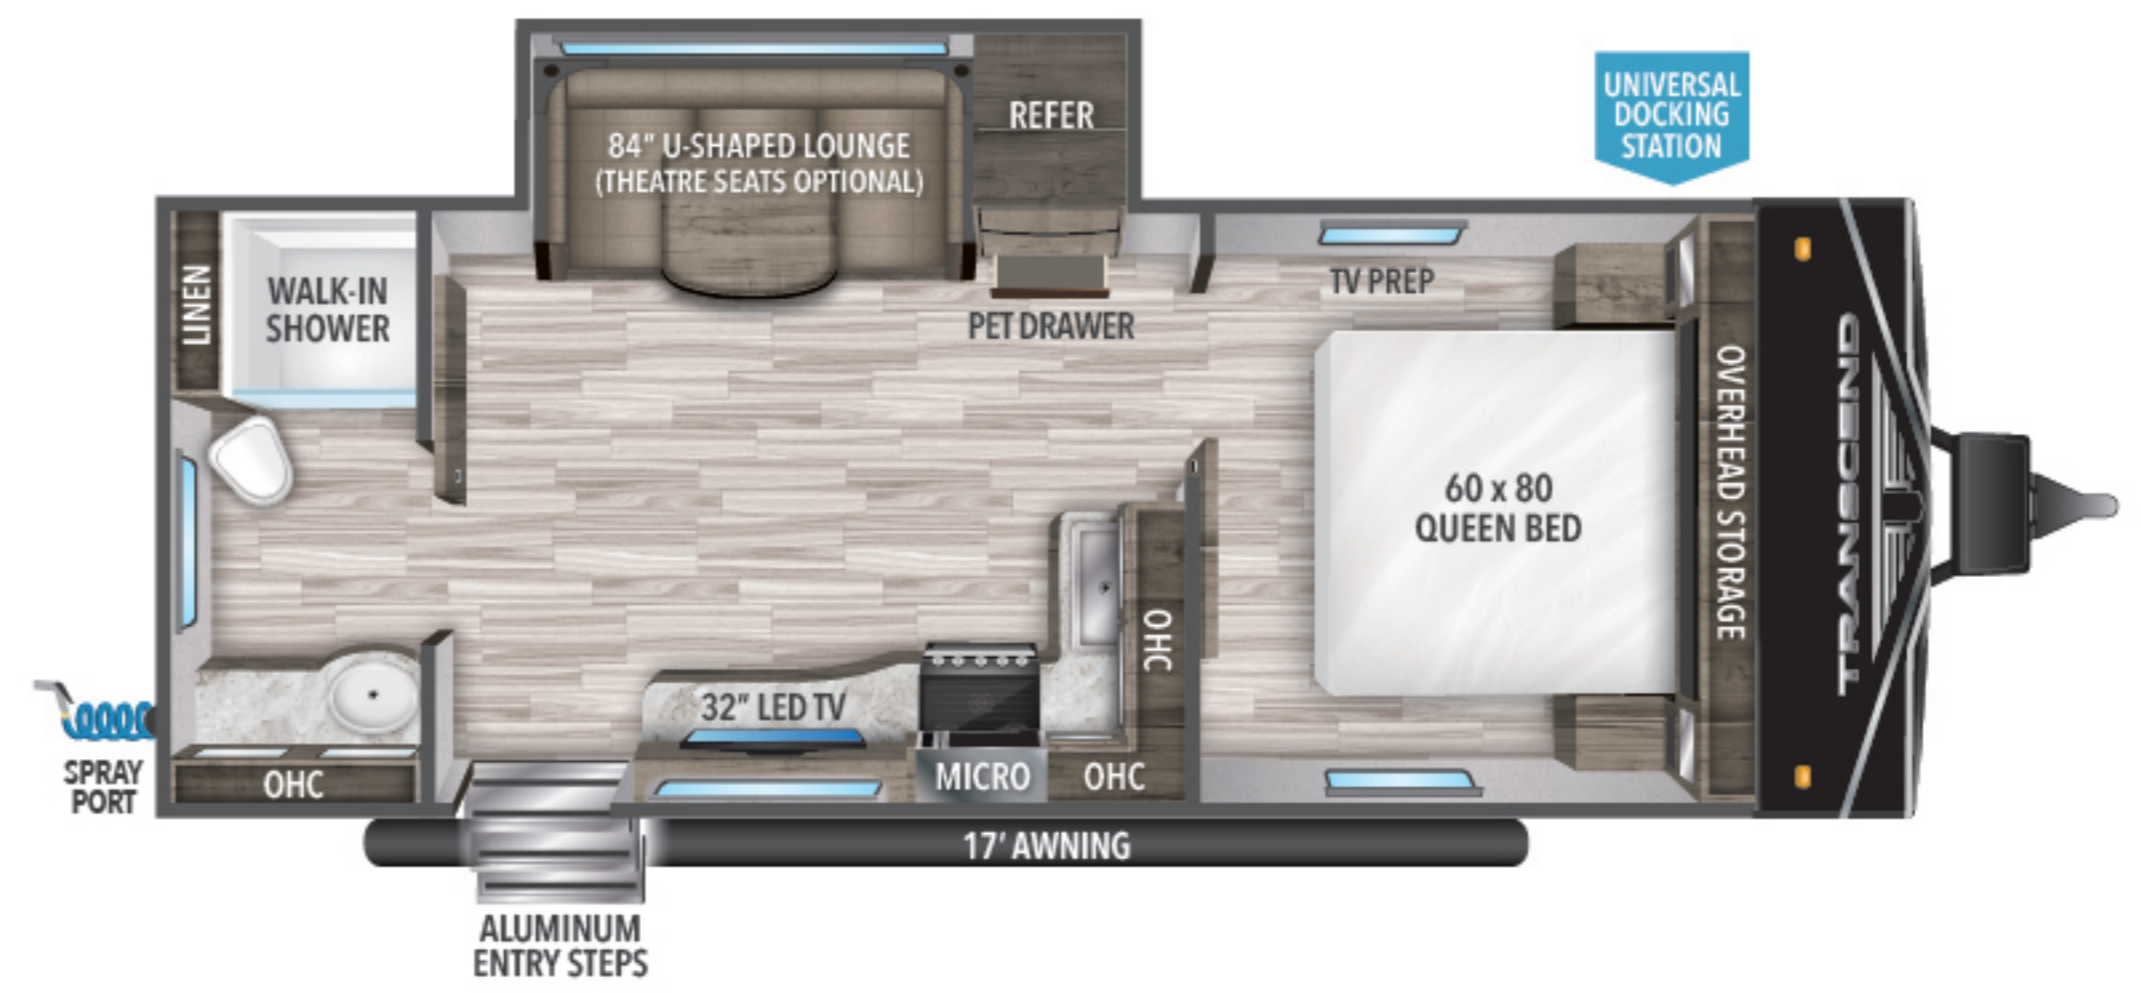 UNIVERSAL
DOCKING
STATION
REFER
84" U-SHAPED LOUNGE
(THEATRE SEATS OPTIONAL)
LINEN
WALK-IN
SHOWER
TV PREP
PET DRAWER
OVERHEAD STORAGE
TRANSCEND
60 x 80
QUEEN BED
OHC
32" LED TV
SPRAY
PORT
OHC
MICRO
OHC
17' AWNING
ALUMINUM
ENTRY STEPS